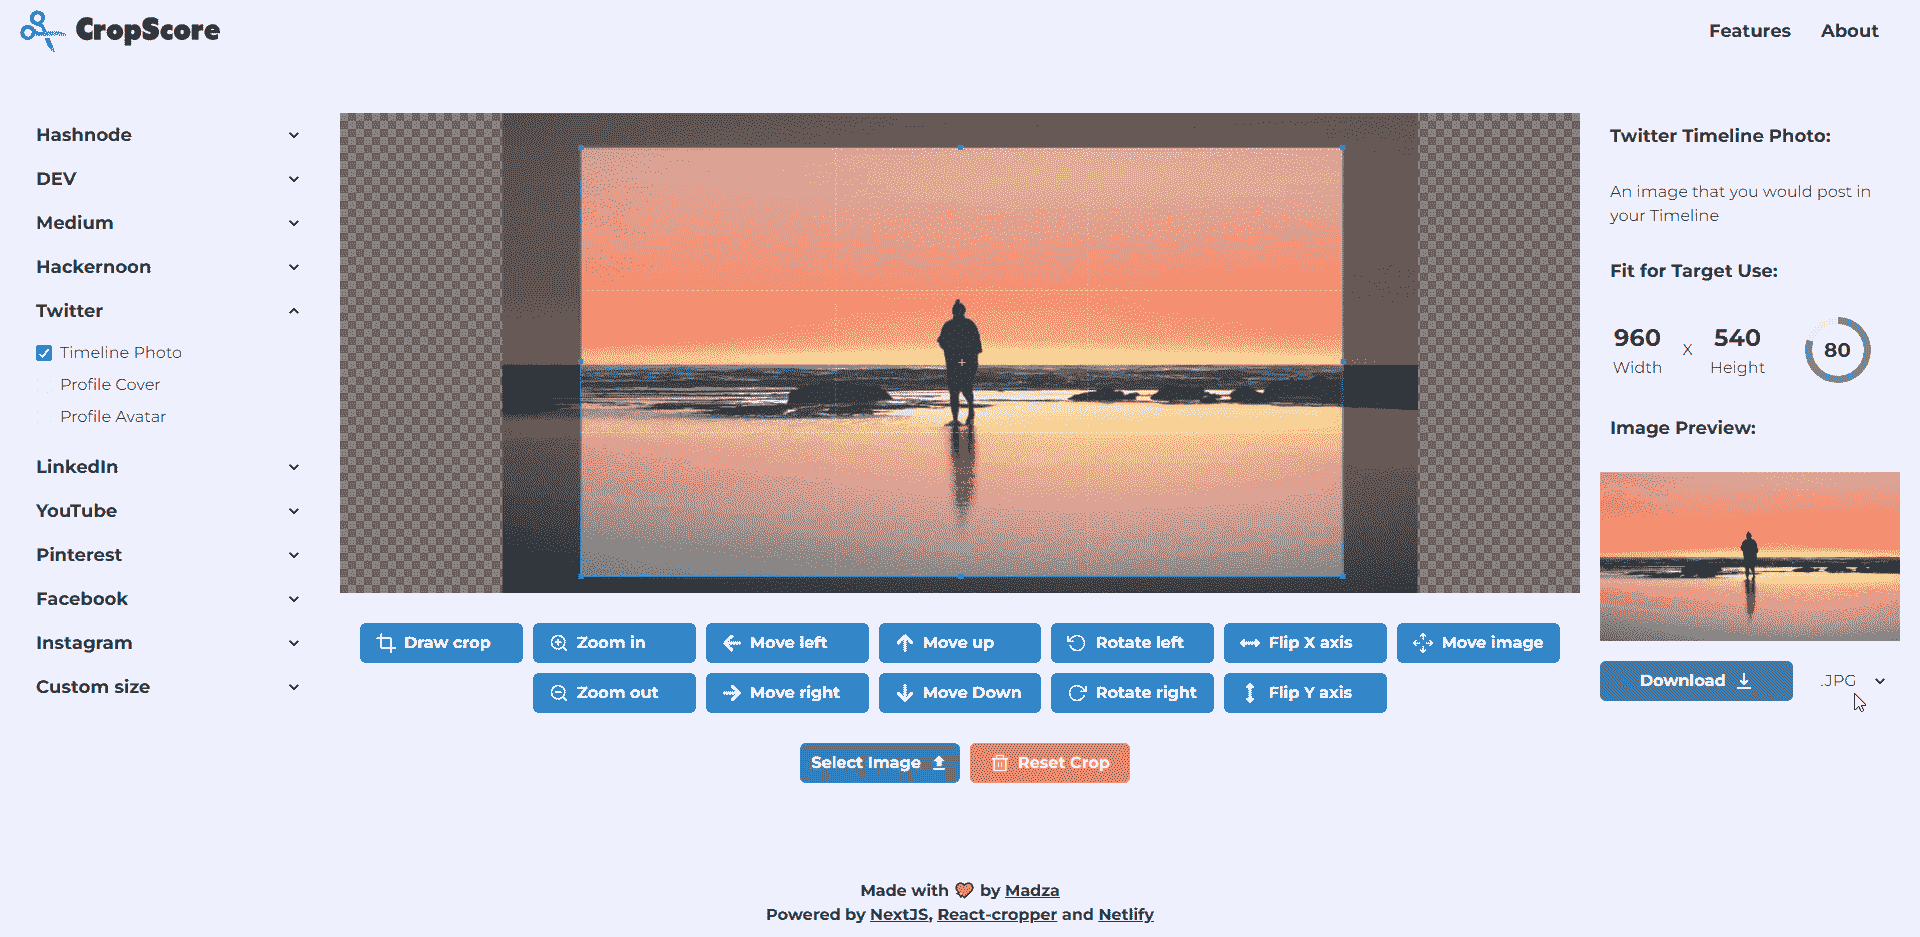 CropScore
Features
About
Hashnode
DEV
Medium
Hackernoon
Twitter
Timeline Photo
Profile Cover
Profile Avatar
LinkedIn
YouTube
Pinterest
Facebook
Instagram
Custom size
Draw crop
Zoom in
Move left
Move up
Rotate left
Flip X axis
Move image
Zoom out
Move right
Move Down
Rotate right
Flip Y axis
Select Image
Reset Crop
Twitter Timeline Photo:
An image that you would post in
your Timeline
Fit for Target Use:
960 X 540 80
Width Height
Image Preview:
Download
.JPG
Made with by Madza
Powered by NextJS, React-cropper and Netlify